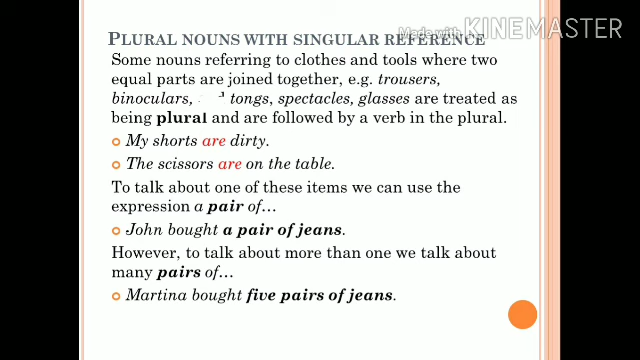 Made with KINEMASTER
PLURAL NOUNS WITH SINGULAR REFERENCE
Some nouns referring to clothes and tools where two
equal parts are joined together, e.g. trousers,
binoculars, tongs, spectacles, glasses are treated as
being plural and are followed by a verb in the plural.
My shorts are dirty.
The scissors are on the table.
To talk about one of these items we can use the
expression a pair of…
John bought a pair of jeans.
However, to talk about more than one we talk about
many pairs of…
Martina bought five pairs of jeans.